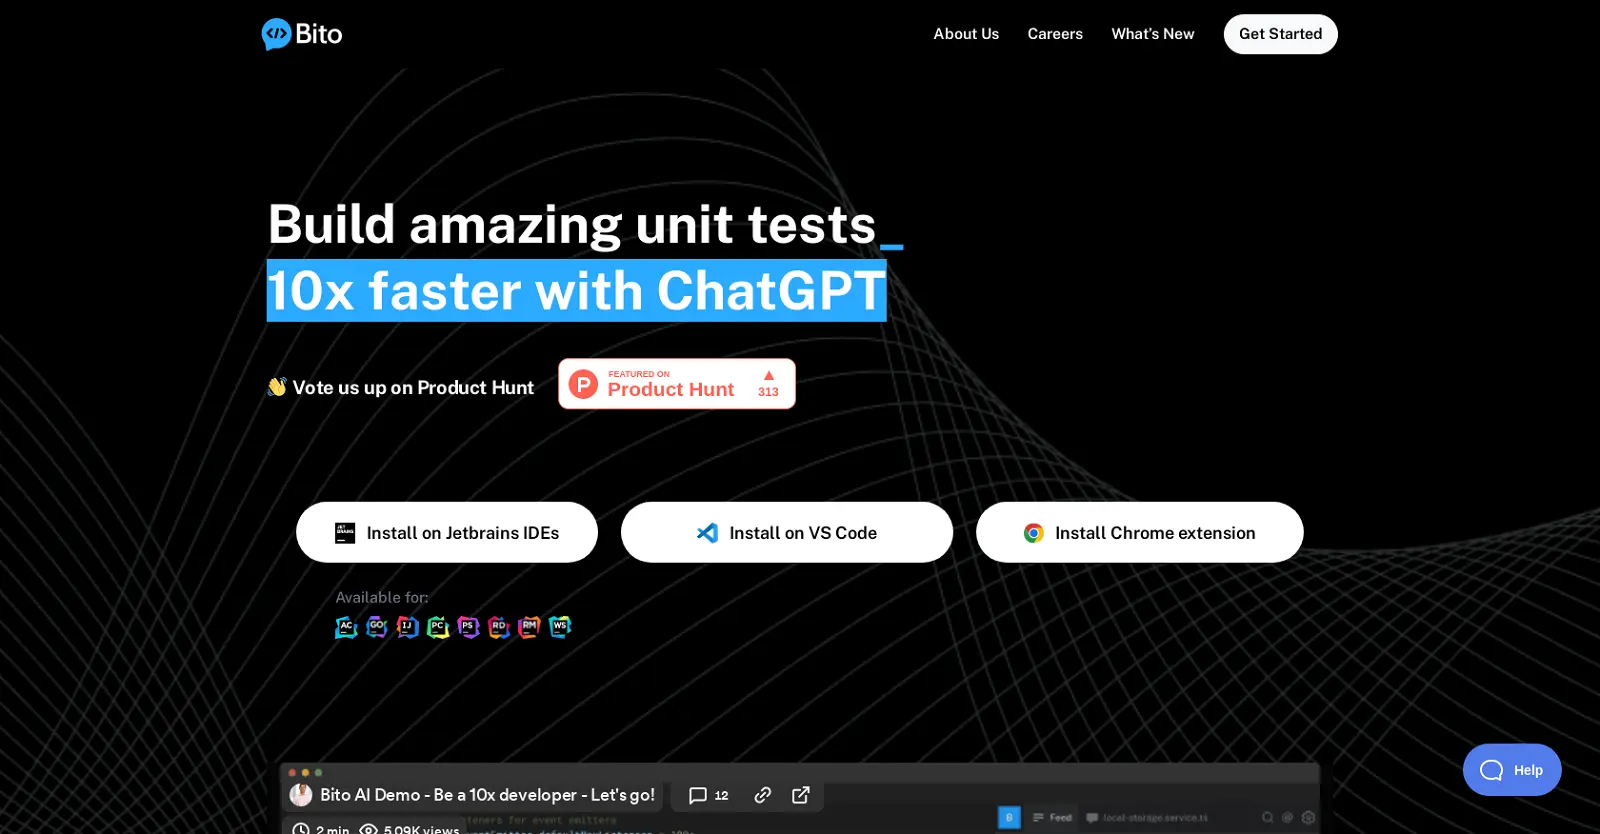 Bito
About Us
Careers
What's New
Get Started
Build amazing unit tests_
10x faster with ChatGPT
👋 Vote us up on Product Hunt
P
FEATURED ON
Product Hunt
▲
313
JET
BRAINS
Install on Jetbrains IDEs
Install on VS Code
Install Chrome extension
Available for:
AC GO IJ PC PS RD RM WS
Help
Bito AI Demo - Be a 10x developer - Let's go!
12
B
Feed
local-storage.service.ts
2 min
5.09K views